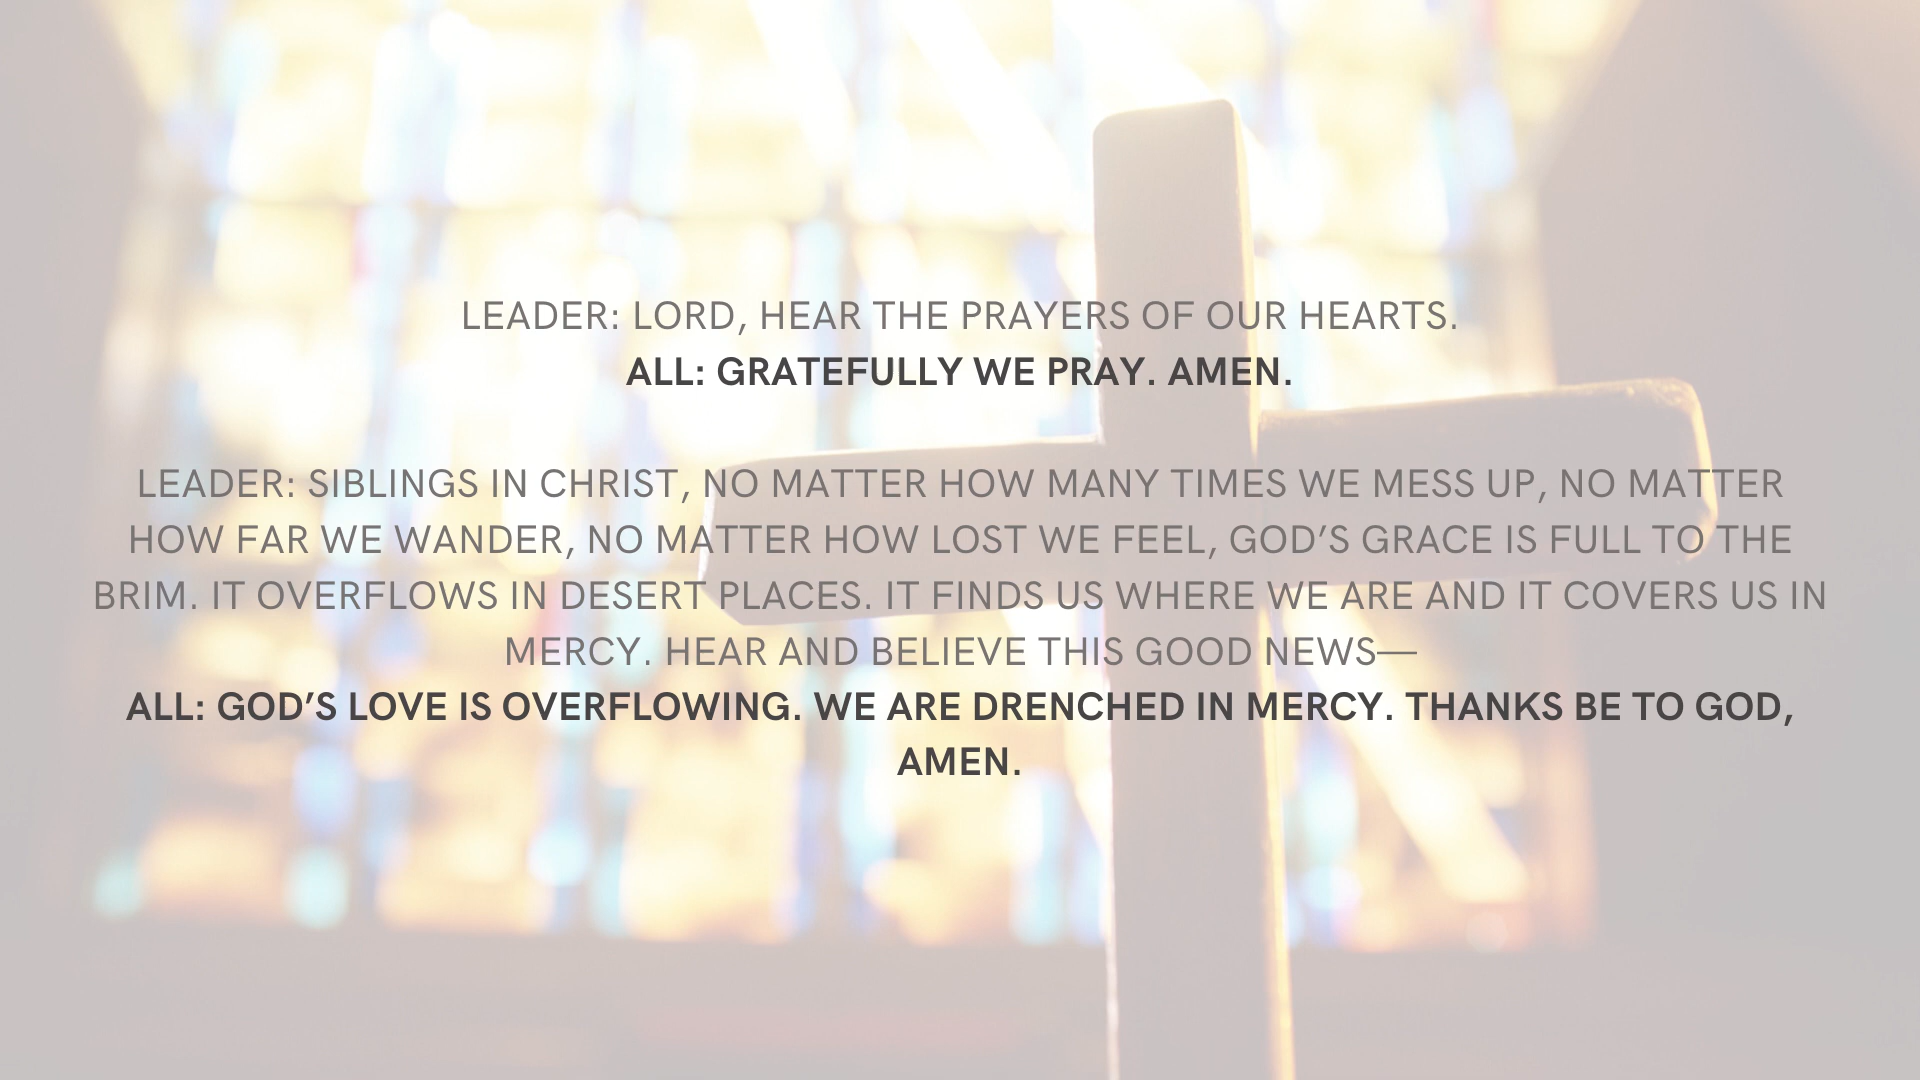 LEADER: LORD, HEAR THE PRAYERS OF OUR HEARTS.
ALL: GRATEFULLY WE PRAY. AMEN.
LEADER: SIBLINGS IN CHRIST, NO MATTER HOW MANY TIMES WE MESS UP, NO MATTER
HOW FAR WE WANDER, NO MATTER HOW LOST WE FEEL, GOD’S GRACE IS FULL TO THE
BRIM. IT OVERFLOWS IN DESERT PLACES. IT FINDS US WHERE WE ARE AND IT COVERS US IN
MERCY. HEAR AND BELIEVE THIS GOOD NEWS—
ALL: GOD’S LOVE IS OVERFLOWING. WE ARE DRENCHED IN MERCY. THANKS BE TO GOD,
AMEN.